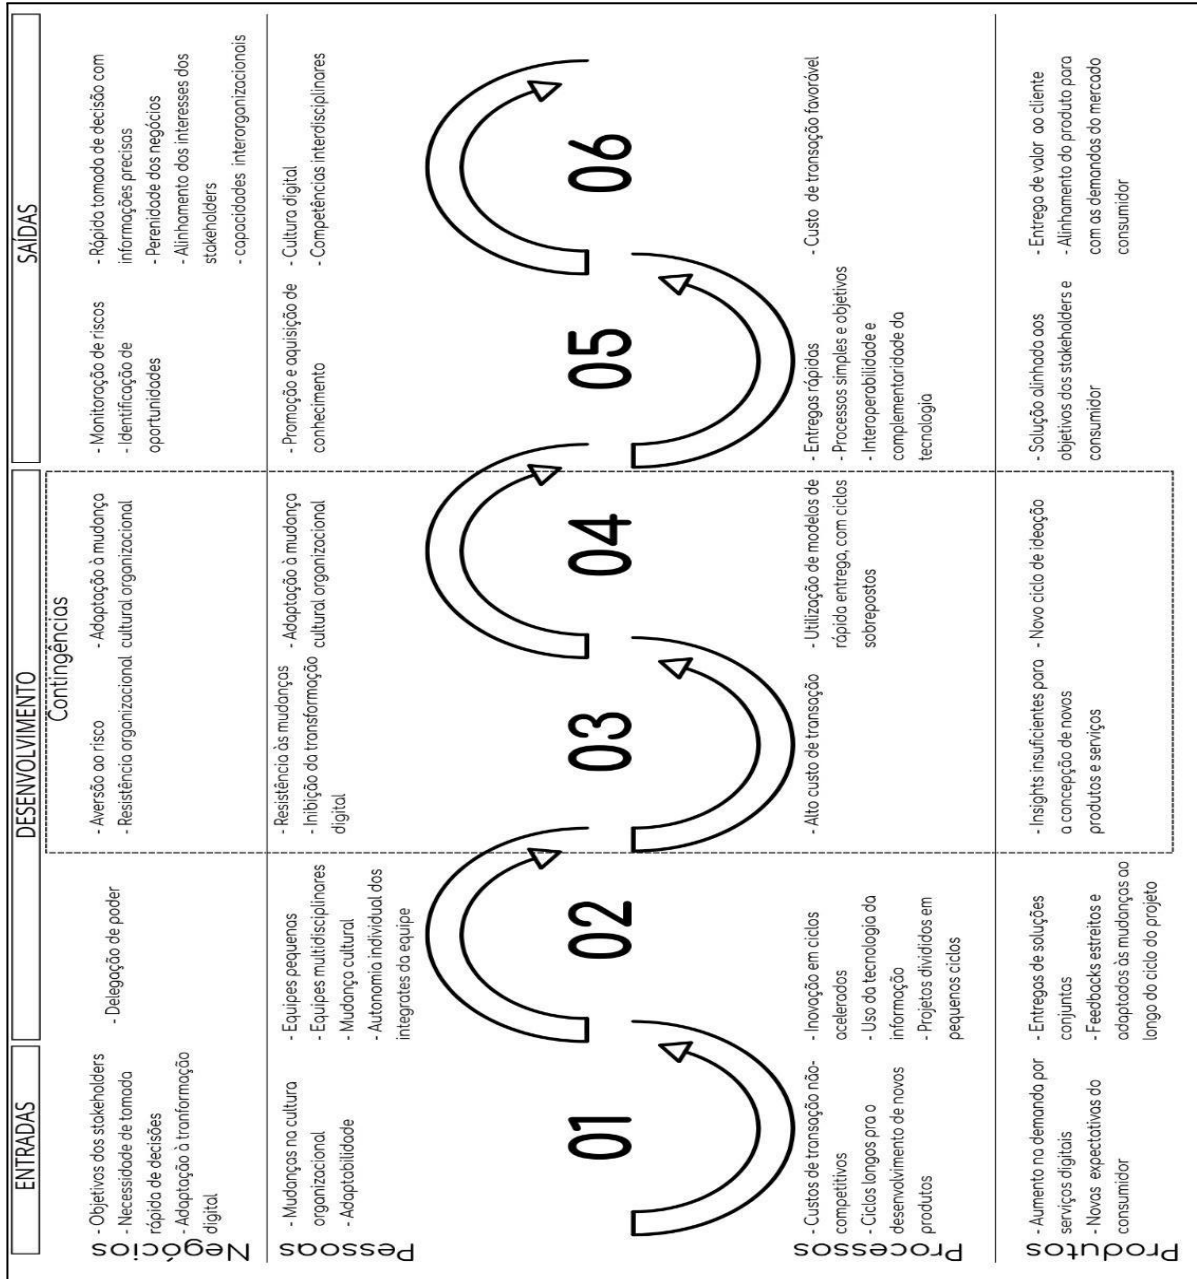 ENTRADAS
DESENVOLVIMENTO
SAÍDAS
Contingências
Negócios
- Objetivos dos stakeholders
- Necessidade de tomada
rápida de decisões
- Adaptação à tranformação
digital
- Delegação de poder
- Aversão ao risco
- Resistência organizacional
- Adaptação à mudança
cultural organizacional
- Monitoração de riscos
- identificação de
oportunidades
- Rápida tomada de decisão com
informações precisas
- Perenidade dos negócios
- Alinhamento dos interesses dos
stakeholders
- capacidades interorganizacionais
Pessoas
- Mudanças na cultura
organizacional
- Adaptabilidade
- Equipes pequenas
- Equipes multidisciplinares
- Mudança cultural
- Autonomia individual dos
integrates da equipe
- Resistência às mudanças
- Inibição da transformação
digital
- Adaptação à mudança
cultural organizacional
- Promoção e aquisição de
conhecimento
- Cultura digital
- Competências interdisciplinares
01
02
03
04
05
06
Processos
- Custos de transação não-
competitivos
- Ciclos longos pra o
desenvolvimento de novos
produtos
- Inovação em ciclos
acelerados
- Uso da tecnologia da
informação
- Projetos divididos em
pequenos ciclos
- Alto custo de transação
- Utilização de modelos de
rápida entrega, com ciclos
sobrepostos
- Entregas rápidas
- Processos simples e objetivos
- Interoperabilidade e
complementaridade da
tecnologia
- Custo de transação favorável
Produtos
- Aumento na demanda por
serviços digitais
- Novas expectativas do
consumidor
- Entregas de soluções
conjuntas
- Feedbacks estreitos e
adaptados às mudanças ao
longo do ciclo do projeto
- Insights insuficientes para
a concepção de novos
produtos e serviços
- Novo ciclo de ideação
- Solução alinhada aos
objetivos dos stakeholders e
consumidor
- Entrega de valor ao cliente
- Alinhamento do produto para
com as demandas do mercado
consumidor